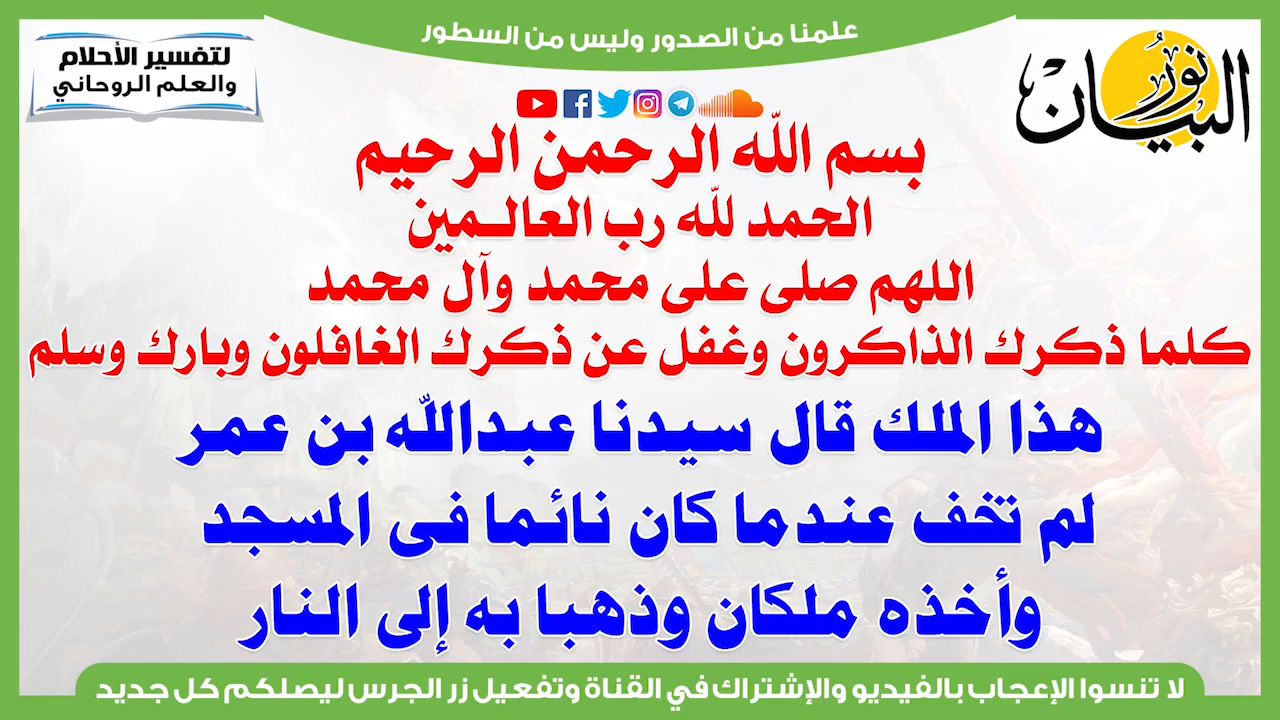 علمنا من الصدور وليس من السطور
نور البيان
لتفسير الأحلام
والعلم الروحاني
بسم الله الرحمن الرحيم
الحمد لله رب العالـمين
اللهم صلى على محمد وآل محمد
كلما ذكرك الذاكرون وغفل عن ذكرك الغافلون وبارك وسلم
هذا الملك قال سيدنا عبدالله بن عمر
لم تخف عندما كان نائما فى المسجد
وأخذه ملكان وذهبا به إلى النار
لا تنسوا الإعجاب بالفيديو والإشتراك في القناة وتفعيل زر الجرس ليصلكم كل جديد